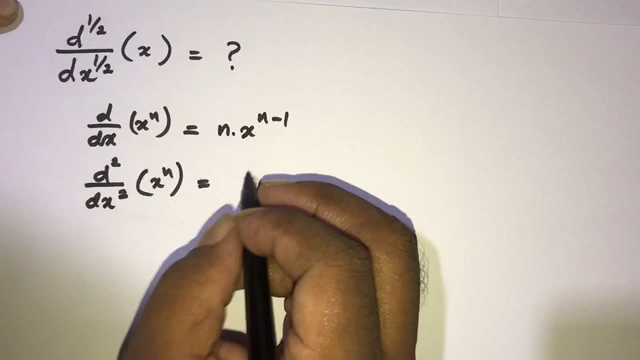 d^{1/2}/dx^{1/2} (x) = ?
d/dx (x^n) = n.x^{n-1}
d^2/dx^2 (x^n) =